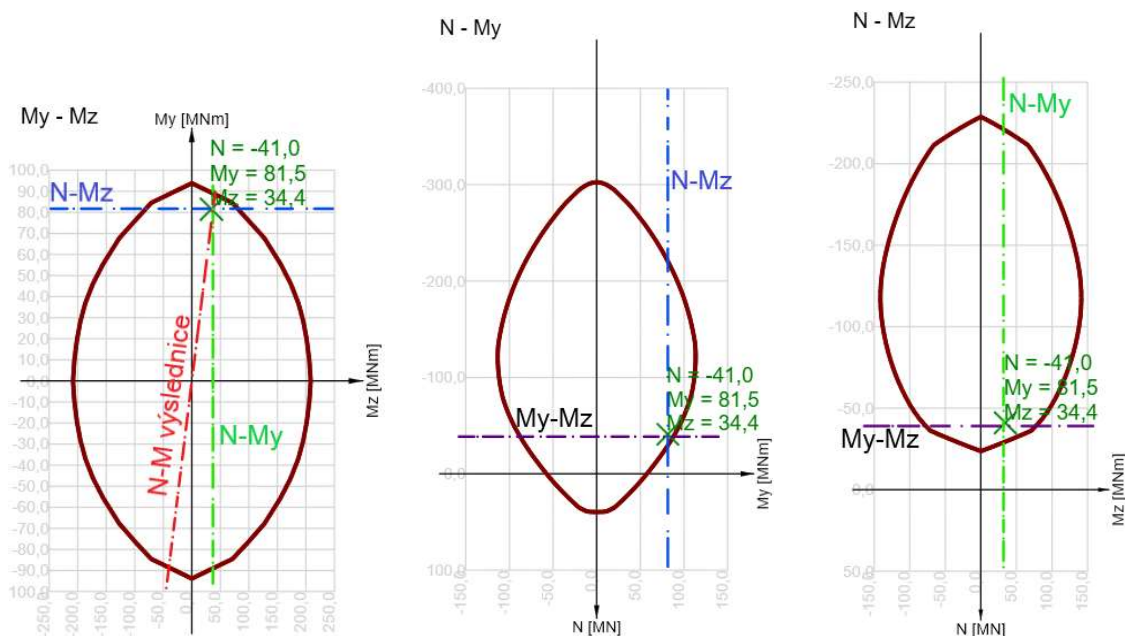 My - Mz
My [MNm]
100,0
90,0
80,0
70,0
60,0
50,0
40,0
30,0
20,0
10,0
0,0
-10,0
-20,0
-30,0
-40,0
-50,0
-60,0
-70,0
-80,0
-90,0
-100,0
N-Mz
N = -41,0
My = 81,5
Mz = 34,4
N-M výslednice
N-My
Mz [MNm]
-250,0
-200,0
-150,0
-100,0
-50,0
0,0
50,0
100,0
150,0
200,0
250,0
N - My
-400,0
-300,0
-200,0
-100,0
0,0
100,0
N-Mz
N = -41,0
My = 81,5
Mz = 34,4
My-Mz
My [MNm]
-150,0
-100,0
-50,0
0,0
50,0
100,0
150,0
N [MN]
N - Mz
-250,0
-200,0
-150,0
-100,0
-50,0
0,0
50,0
N-My
N = -41,0
My = 81,5
Mz = 34,4
My-Mz
Mz [MNm]
-150,0
-100,0
-50,0
0,0
50,0
100,0
150,0
N [MN]